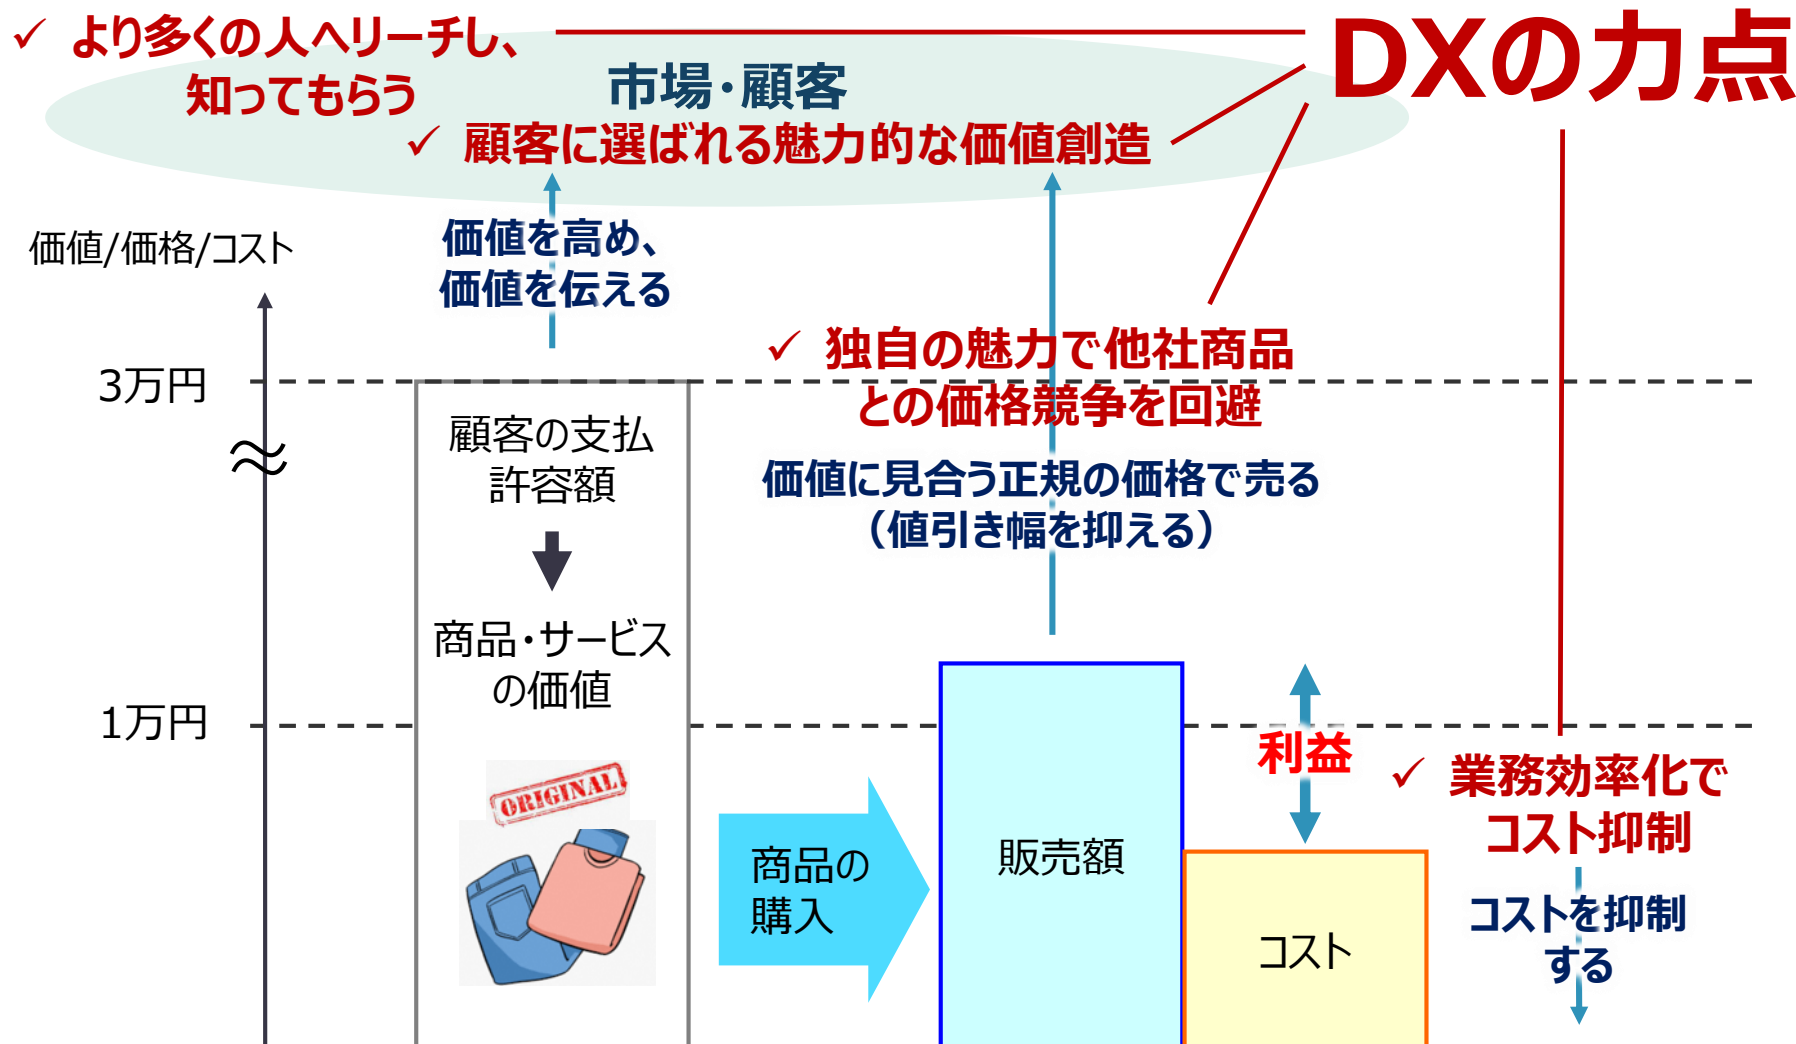 DXの力点
✓ より多くの人へリーチし、
知ってもらう
市場・顧客
✓ 顧客に選ばれる魅力的な価値創造
価値/価格/コスト
価値を高め、
価値を伝える
✓ 独自の魅力で他社商品
との価格競争を回避
3万円
顧客の支払
許容額
価値に見合う正規の価格で売る
（値引き幅を抑える）
商品・サービス
の価値
1万円
利益
✓ 業務効率化で
コスト抑制
ORIGINAL
商品の
購入
販売額
コスト
コストを抑制
する